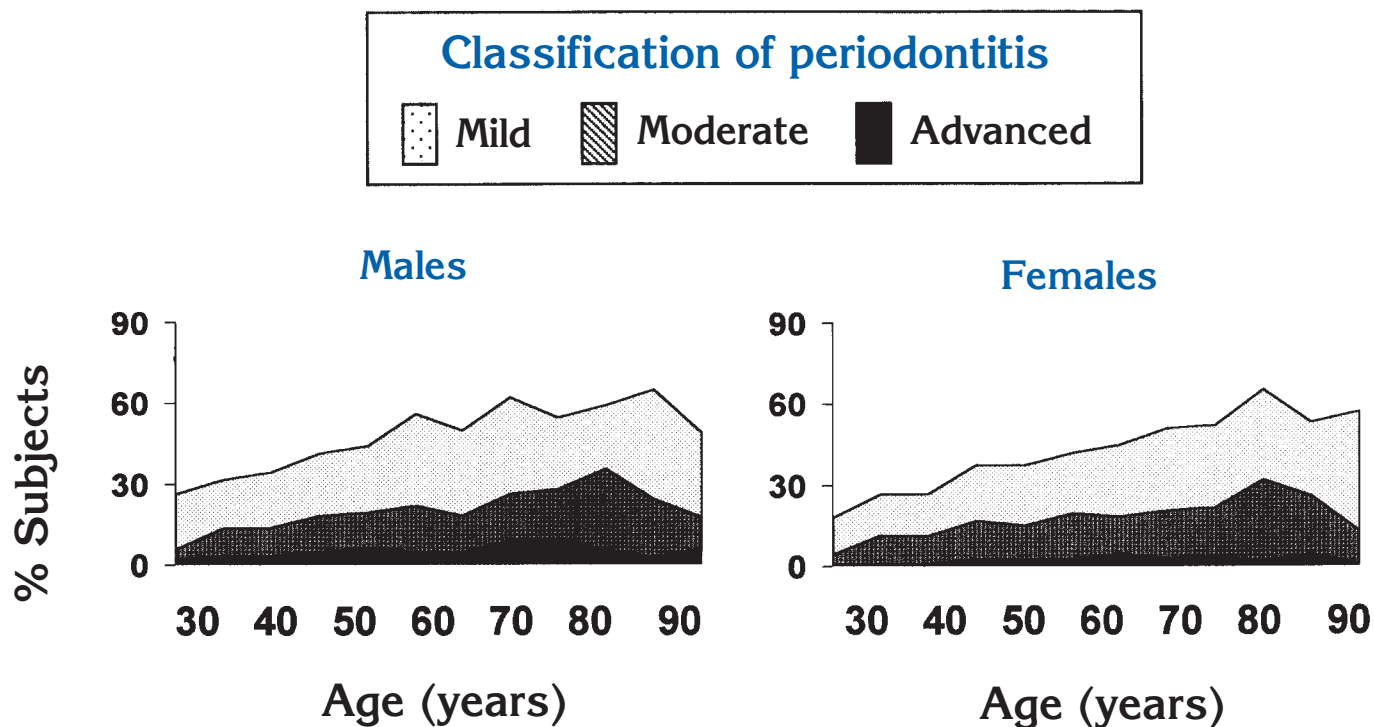 Classification of periodontitis
Mild Moderate Advanced
Males
% Subjects
90
60
30
0
30 40 50 60 70 80 90
Age (years)
Females
90
60
30
0
30 40 50 60 70 80 90
Age (years)